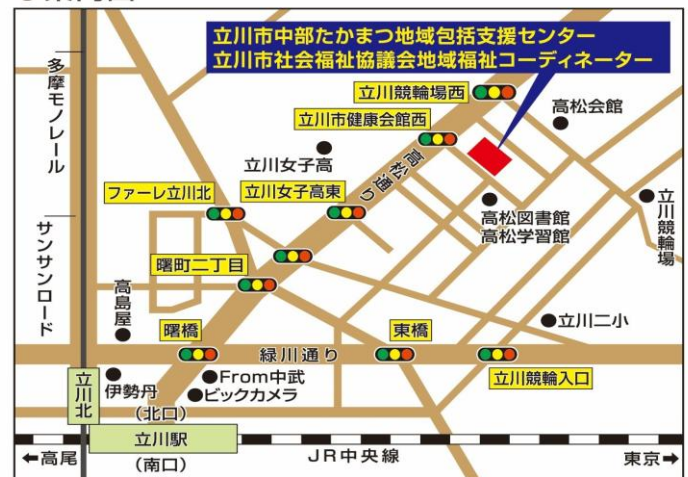 立川市中部たかまつ地域包括支援センター
立川市社会福祉協議会地域福祉コーディネーター
多摩モノレール
立川競輪場西
高松会館
立川市健康会館西
立川女子高
高松通り
ファーレ立川北
立川女子高東
高松図書館
高松学習館
立川競輪場
サンサンロード
曙町二丁目
高島屋
曙橋
緑川通り
東橋
立川二小
立川競輪入口
伊勢丹
From中武
ビックカメラ
立川北
(北口)
立川駅
(南口)
←高尾
JR中央線
東京→